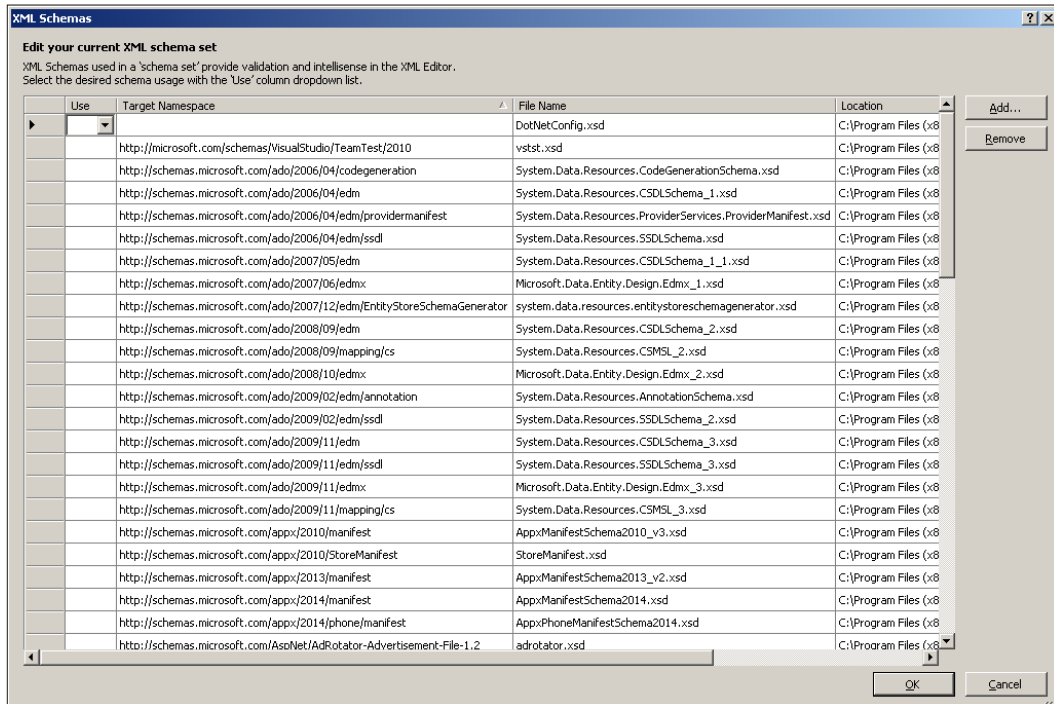 XML Schemas
Edit your current XML schema set
XML Schemas used in a 'schema set' provide validation and intellisense in the XML Editor.
Select the desired schema usage with the 'Use' column dropdown list.
Use Target Namespace File Name Location
DotNetConfig.xsd C:\Program Files (x8
http://microsoft.com/schemas/VisualStudio/TeamTest/2010 vstst.xsd C:\Program Files (x8
http://schemas.microsoft.com/ado/2006/04/codegeneration System.Data.Resources.CodeGenerationSchema.xsd C:\Program Files (x8
http://schemas.microsoft.com/ado/2006/04/edm System.Data.Resources.CSDLSchema_1.xsd C:\Program Files (x8
http://schemas.microsoft.com/ado/2006/04/edm/providermanifest System.Data.Resources.ProviderServices.ProviderManifest.xsd C:\Program Files (x8
http://schemas.microsoft.com/ado/2006/04/edm/ssdl System.Data.Resources.SSDLSchema.xsd C:\Program Files (x8
http://schemas.microsoft.com/ado/2007/05/edm System.Data.Resources.CSDLSchema_1_1.xsd C:\Program Files (x8
http://schemas.microsoft.com/ado/2007/06/edmx Microsoft.Data.Entity.Design.Edmx_1.xsd C:\Program Files (x8
http://schemas.microsoft.com/ado/2007/12/edm/EntityStoreSchemaGenerator system.data.resources.entitystoreschemagenerator.xsd C:\Program Files (x8
http://schemas.microsoft.com/ado/2008/09/edm System.Data.Resources.CSDLSchema_2.xsd C:\Program Files (x8
http://schemas.microsoft.com/ado/2008/09/mapping/cs System.Data.Resources.CSMSL_2.xsd C:\Program Files (x8
http://schemas.microsoft.com/ado/2008/10/edmx Microsoft.Data.Entity.Design.Edmx_2.xsd C:\Program Files (x8
http://schemas.microsoft.com/ado/2009/02/edm/annotation System.Data.Resources.AnnotationSchema.xsd C:\Program Files (x8
http://schemas.microsoft.com/ado/2009/02/edm/ssdl System.Data.Resources.SSDLSchema_2.xsd C:\Program Files (x8
http://schemas.microsoft.com/ado/2009/11/edm System.Data.Resources.CSDLSchema_3.xsd C:\Program Files (x8
http://schemas.microsoft.com/ado/2009/11/edm/ssdl System.Data.Resources.SSDLSchema_3.xsd C:\Program Files (x8
http://schemas.microsoft.com/ado/2009/11/edmx Microsoft.Data.Entity.Design.Edmx_3.xsd C:\Program Files (x8
http://schemas.microsoft.com/ado/2009/11/mapping/cs System.Data.Resources.CSMSL_3.xsd C:\Program Files (x8
http://schemas.microsoft.com/appx/2010/manifest AppxManifestSchema2010_v3.xsd C:\Program Files (x8
http://schemas.microsoft.com/appx/2010/StoreManifest StoreManifest.xsd C:\Program Files (x8
http://schemas.microsoft.com/appx/2013/manifest AppxManifestSchema2013_v2.xsd C:\Program Files (x8
http://schemas.microsoft.com/appx/2014/manifest AppxManifestSchema2014.xsd C:\Program Files (x8
http://schemas.microsoft.com/appx/2014/phone/manifest AppxPhoneManifestSchema2014.xsd C:\Program Files (x8
http://schemas.microsoft.com/AspNet/AdRotator-Advertisement-File-1.2 adrotator.xsd C:\Program Files (x8
Add...
Remove
OK Cancel